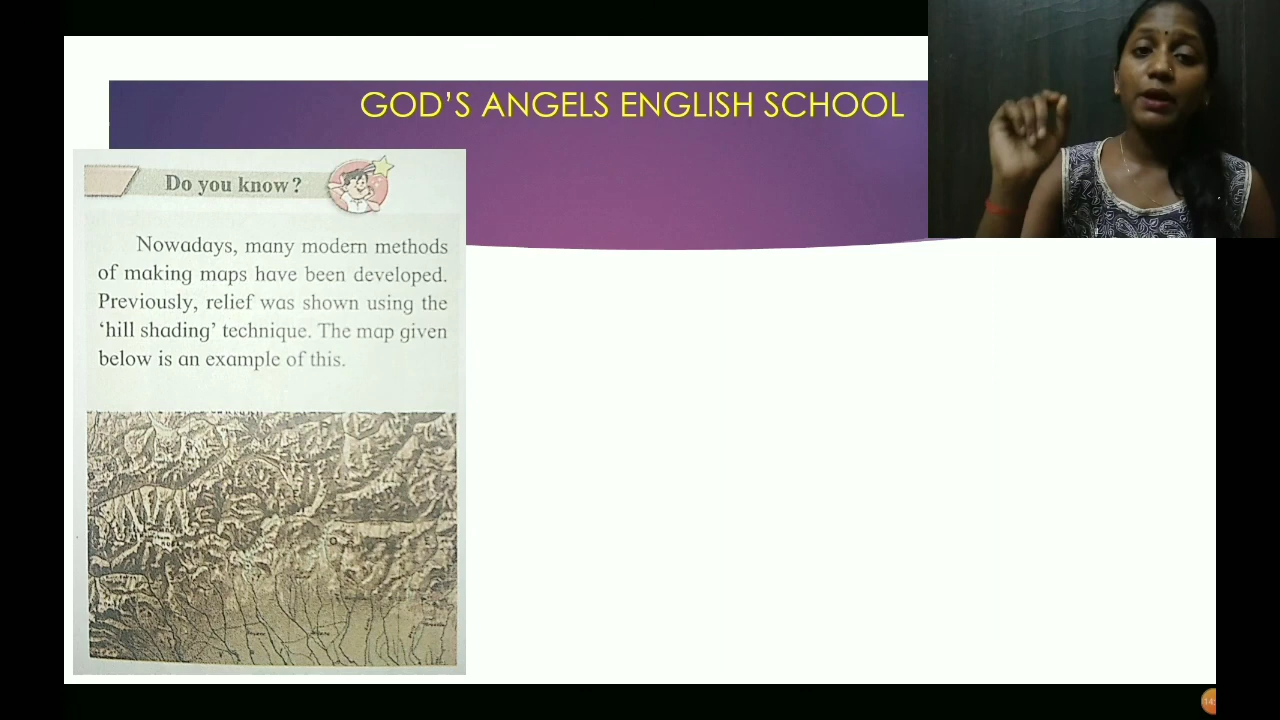 GOD'S ANGELS ENGLISH SCHOOL
Do you know?
Nowadays, many modern methods
of making maps have been developed.
Previously, relief was shown using the
‘hill shading’ technique. The map given
below is an example of this.